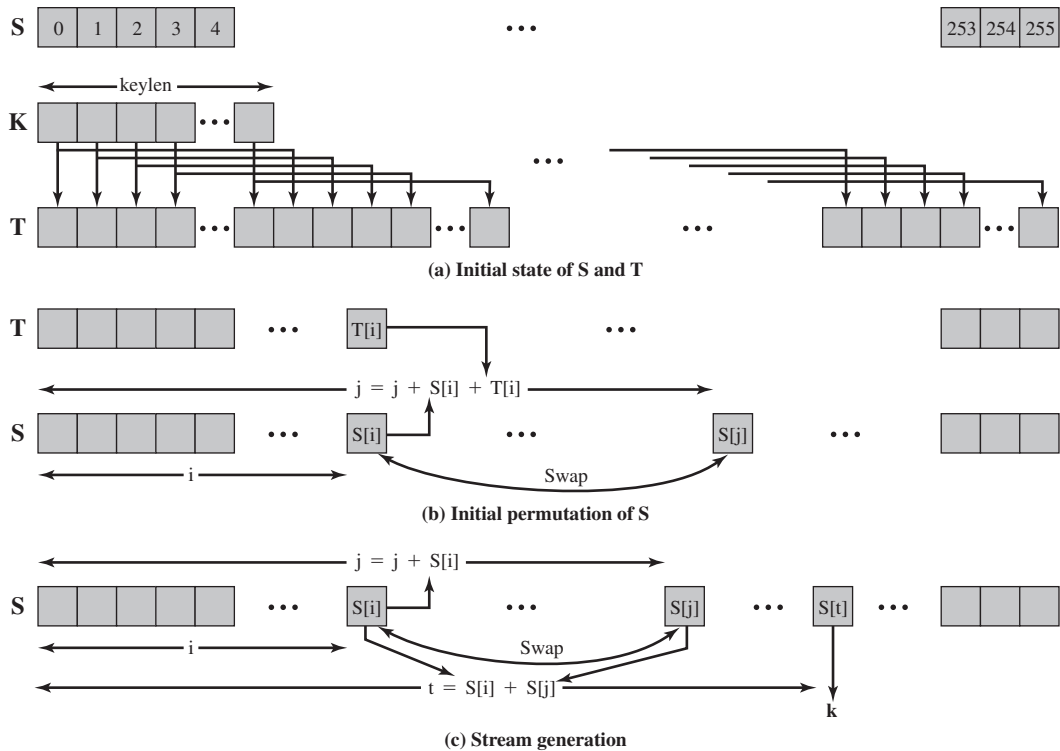 S 0 1 2 3 4 ... 253 254 255
keylen
K ...
...
T ... ... ... ...
(a) Initial state of S and T
T ... T[i] ...
j = j + S[i] + T[i]
S ... S[i] ... S[j] ...
i
Swap
(b) Initial permutation of S
j = j + S[i]
S ... S[i] ... S[j] ... S[t] ...
i
Swap
t = S[i] + S[j]
k
(c) Stream generation